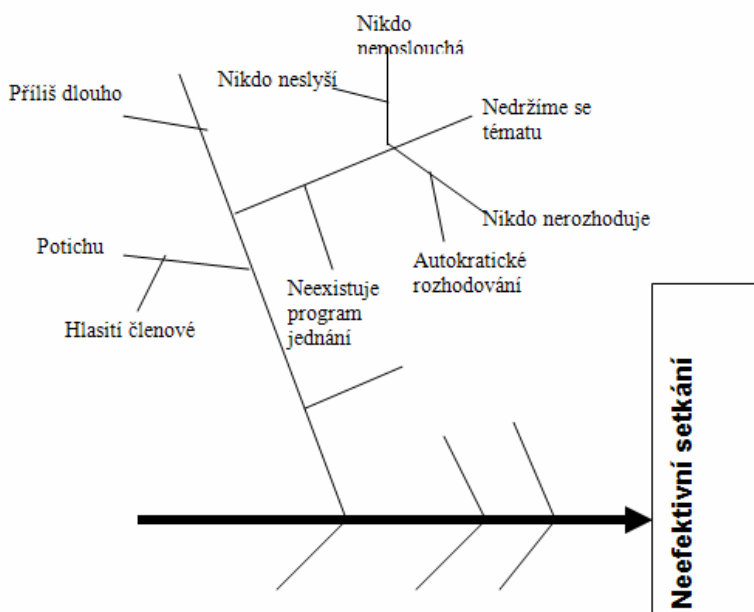 Nikdo
neposlouchá
Nikdo neslyší
Příliš dlouho
Nedržíme se
tématu
Nikdo nerozhoduje
Potichu
Autokratické
rozhodování
Neexistuje
program
jednání
Hlasití členové
Neefektivní setkání